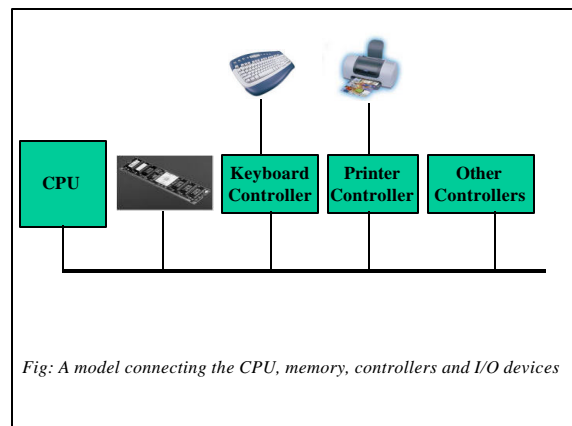 CPU
Keyboard
Controller
Printer
Controller
Other
Controllers
Fig: A model connecting the CPU, memory, controllers and I/O devices